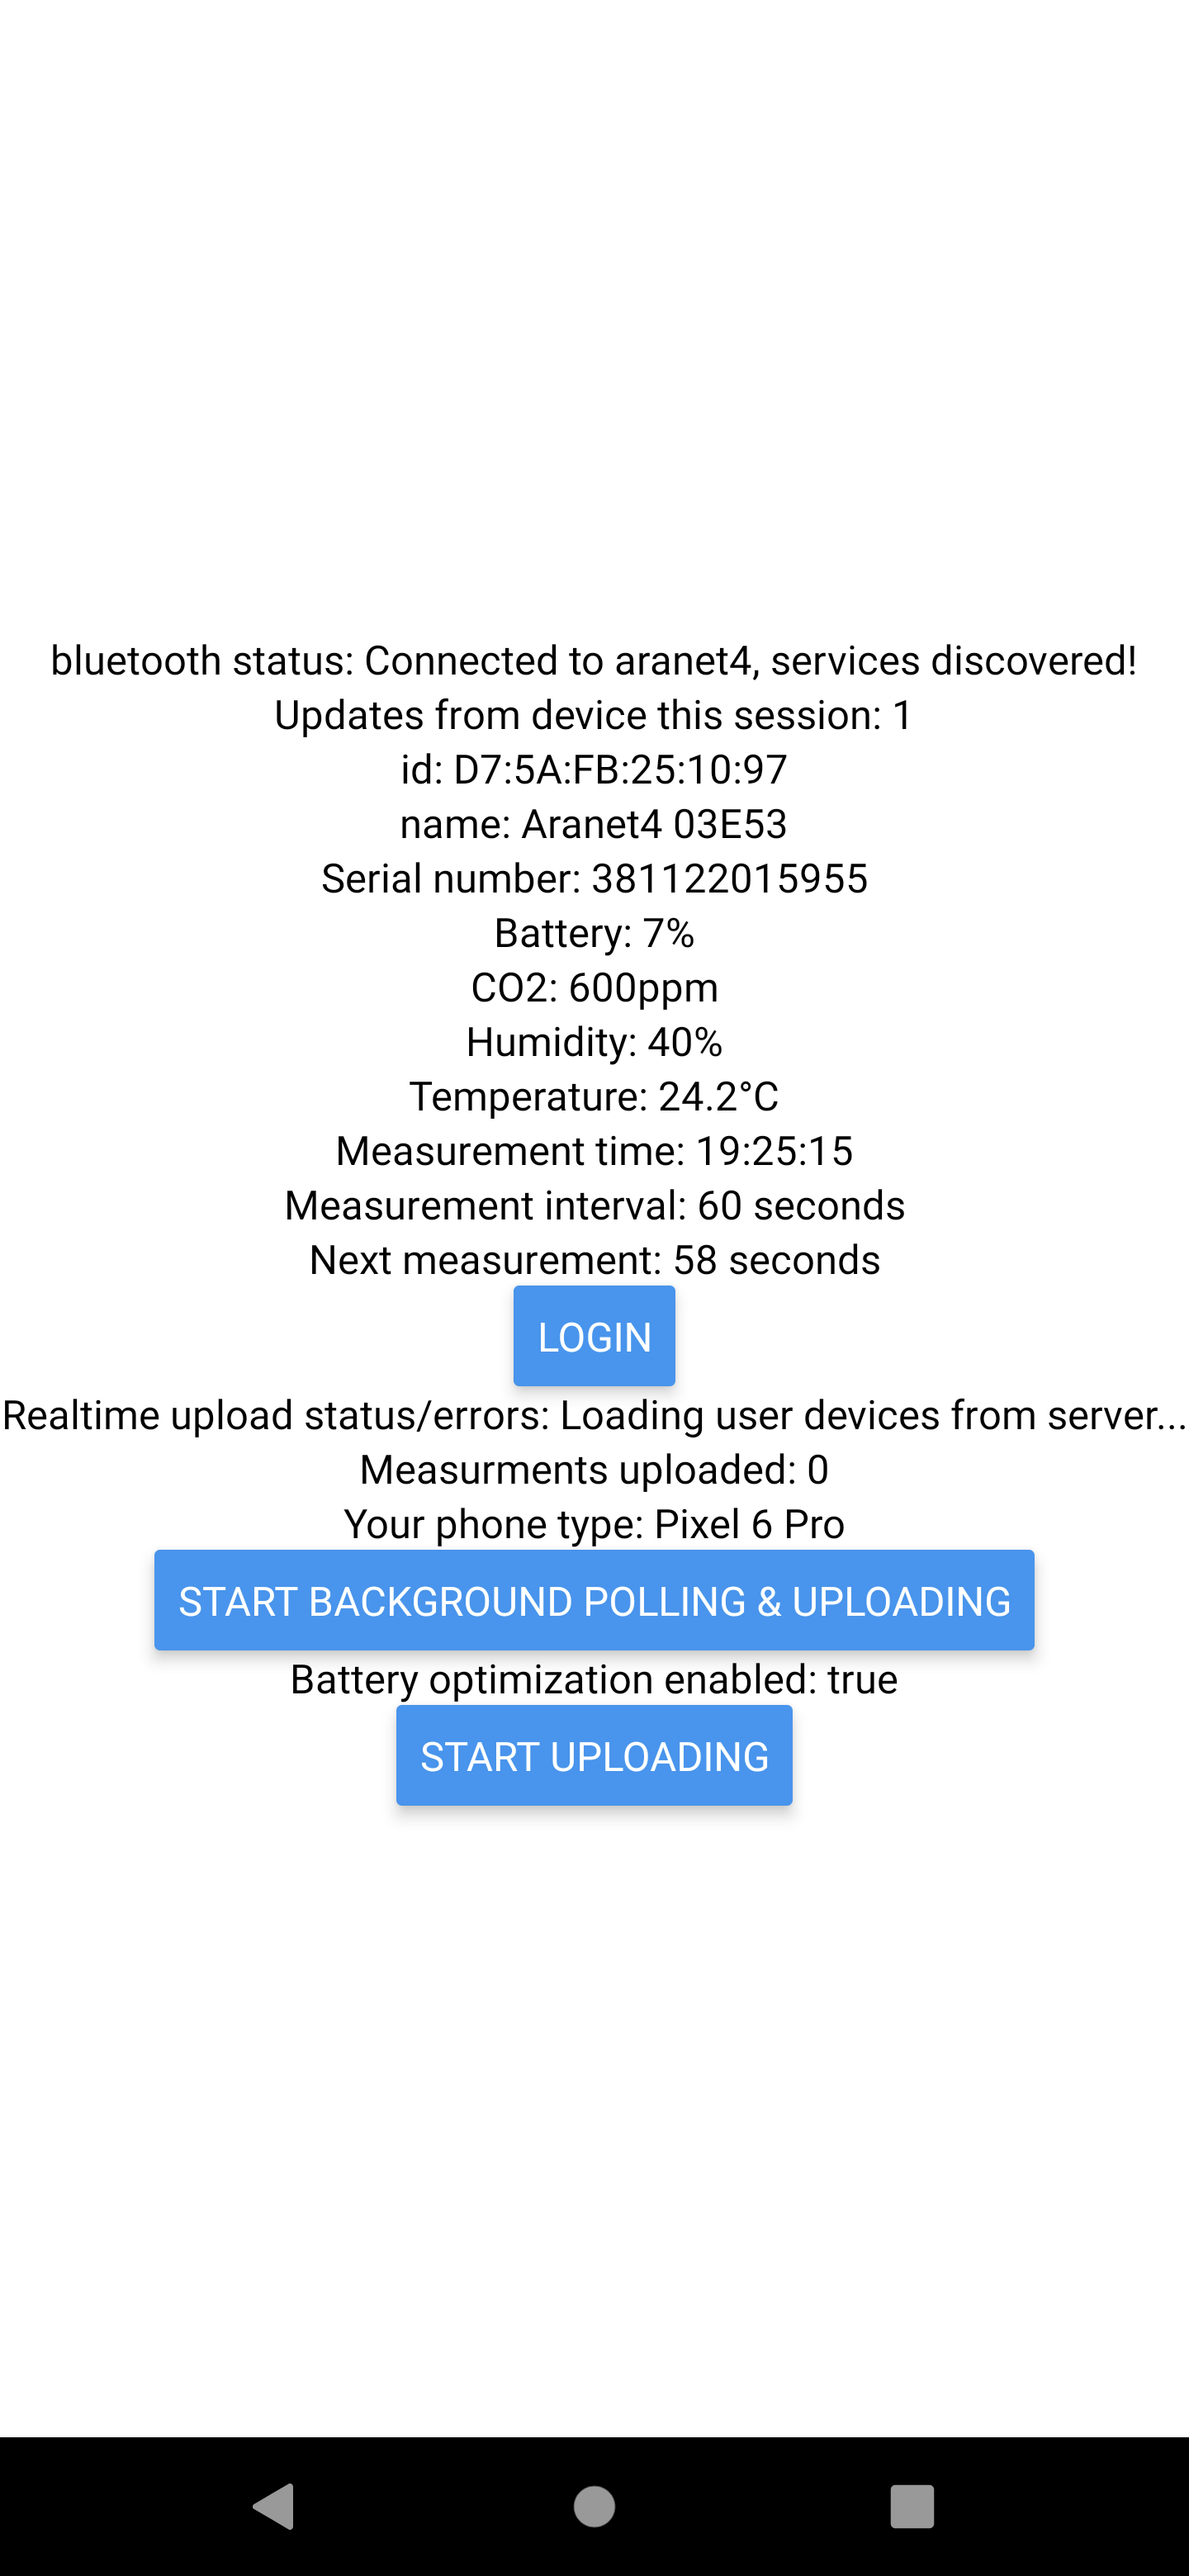 bluetooth status: Connected to aranet4, services discovered!
Updates from device this session: 1
id: D7:5A:FB:25:10:97
name: Aranet4 03E53
Serial number: 381122015955
Battery: 7%
CO2: 600ppm
Humidity: 40%
Temperature: 24.2°C
Measurement time: 19:25:15
Measurement interval: 60 seconds
Next measurement: 58 seconds
LOGIN
Realtime upload status/errors: Loading user devices from server...
Measurments uploaded: 0
Your phone type: Pixel 6 Pro
START BACKGROUND POLLING & UPLOADING
Battery optimization enabled: true
START UPLOADING